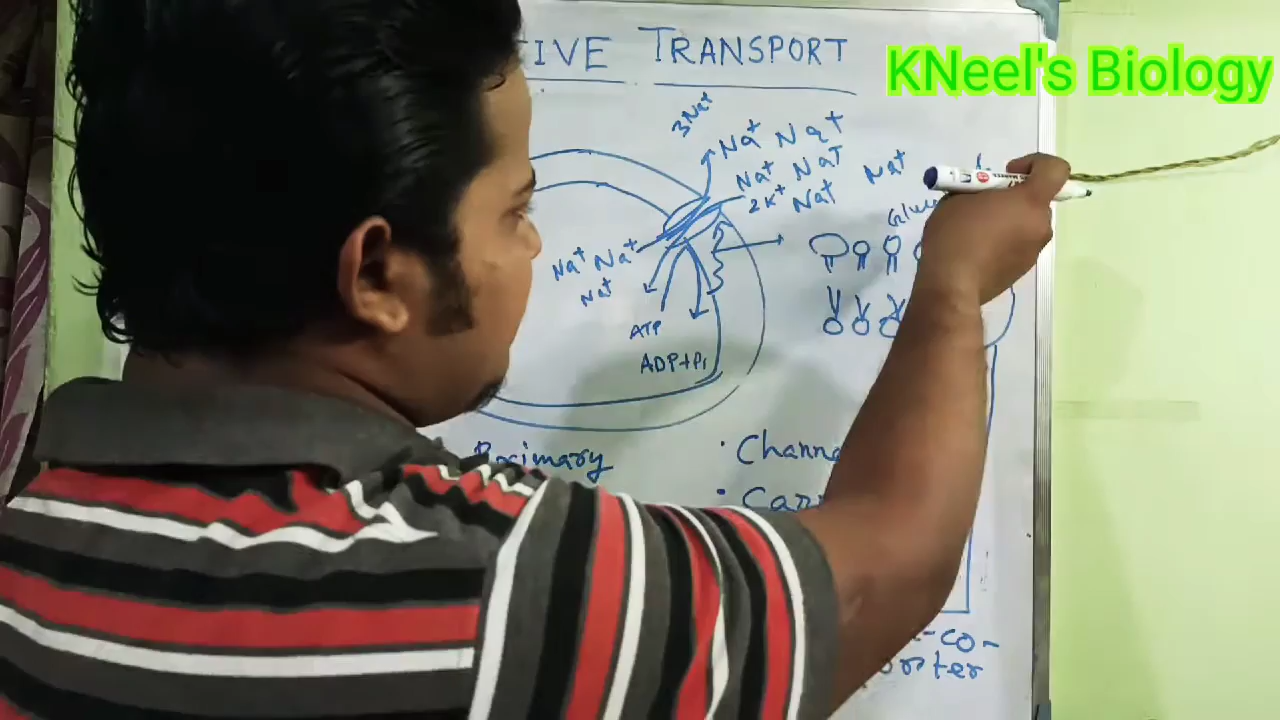 TIVE TRANSPORT
KNeel's Biology
3Na+
Na+ Na+
Na+ Na+
Na+
2K+ Na+
Na+ Na+
Na+
ATP
ADP+Pi
Primary
· Channe
· Car
-co-
orter